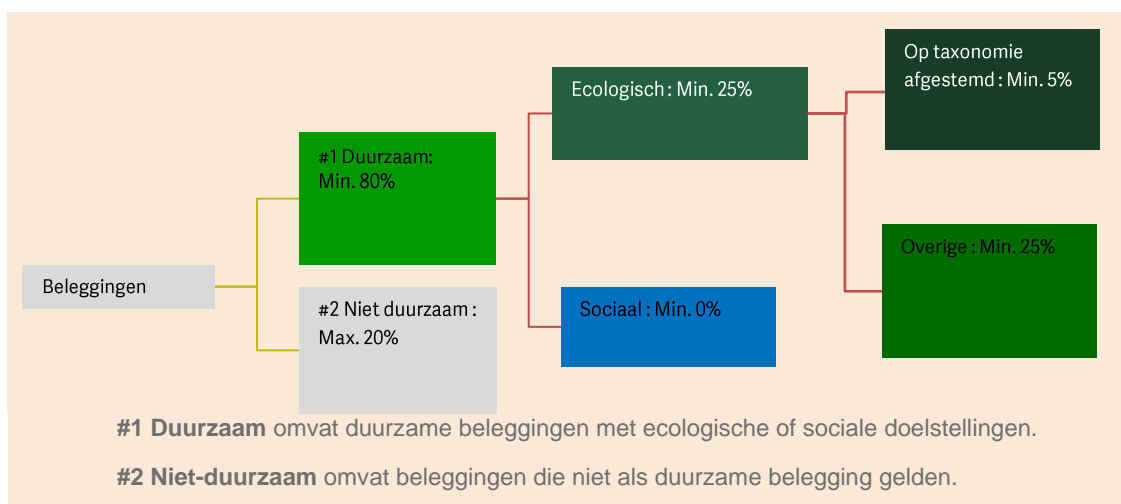 Beleggingen
#1 Duurzaam:
Min. 80%
#2 Niet duurzaam :
Max. 20%
Ecologisch : Min. 25%
Sociaal : Min. 0%
Op taxonomie
afgestemd : Min. 5%
Overige : Min. 25%
#1 Duurzaam omvat duurzame beleggingen met ecologische of sociale doelstellingen.
#2 Niet-duurzaam omvat beleggingen die niet als duurzame belegging gelden.